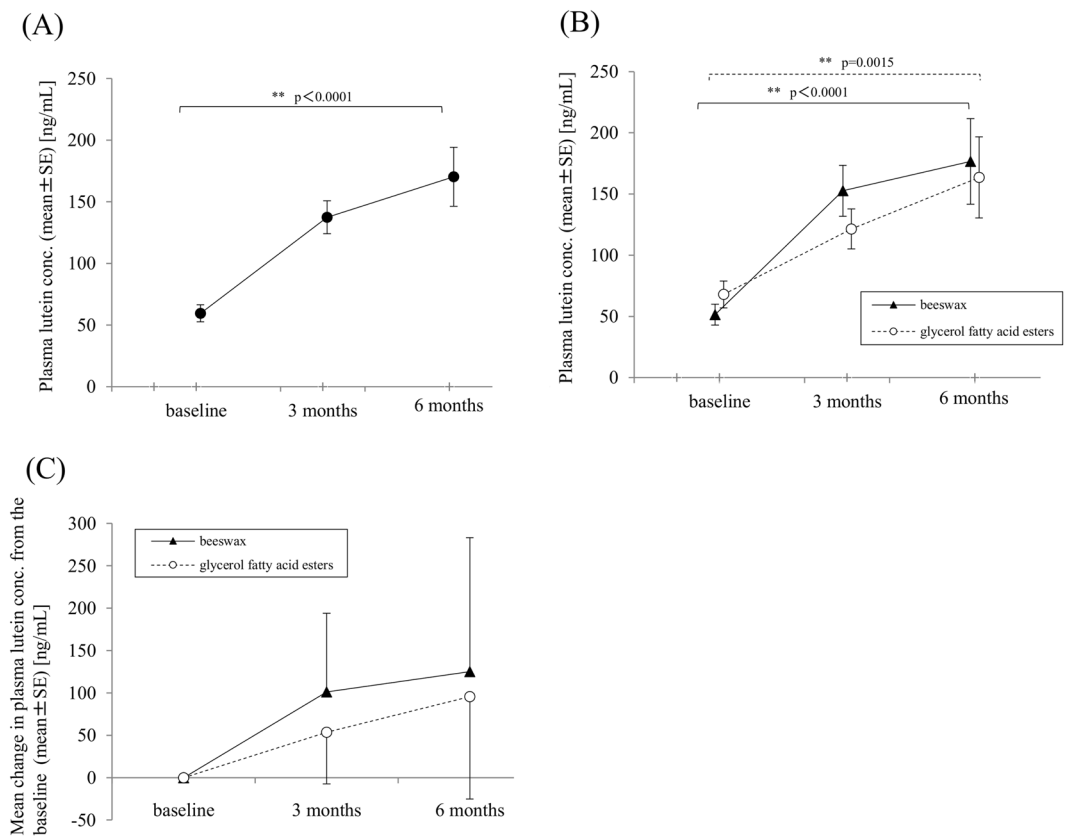 (A)
Plasma lutein conc. (mean±SE) [ng/mL]
250
200
150
100
50
0
** p<0.0001
baseline
3 months
6 months
(B)
Plasma lutein conc. (mean±SE) [ng/mL]
250
200
150
100
50
0
** p=0.0015
** p<0.0001
beeswax
glycerol fatty acid esters
baseline
3 months
6 months
(C)
Mean change in plasma lutein conc. from the
baseline (mean±SE) [ng/mL]
300
250
200
150
100
50
0
-50
beeswax
glycerol fatty acid esters
baseline
3 months
6 months